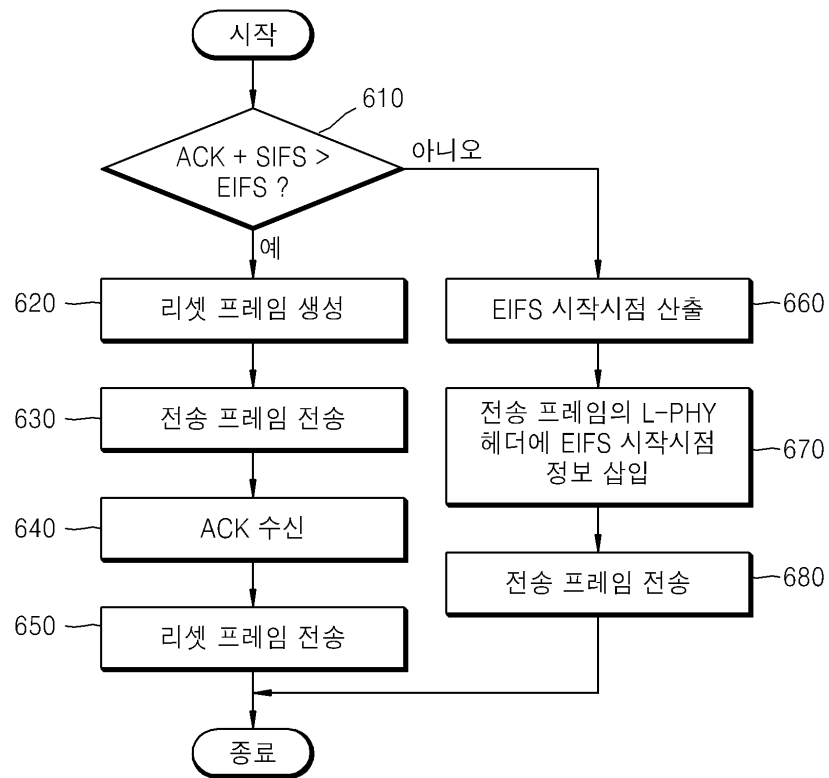 시작
610
ACK + SIFS >
EIFS ?
아니오
예
620
리셋 프레임 생성
630
전송 프레임 전송
640
ACK 수신
650
리셋 프레임 전송
EIFS 시작시점 산출
660
전송 프레임의 L-PHY
헤더에 EIFS 시작시점
정보 삽입
670
전송 프레임 전송
680
종료